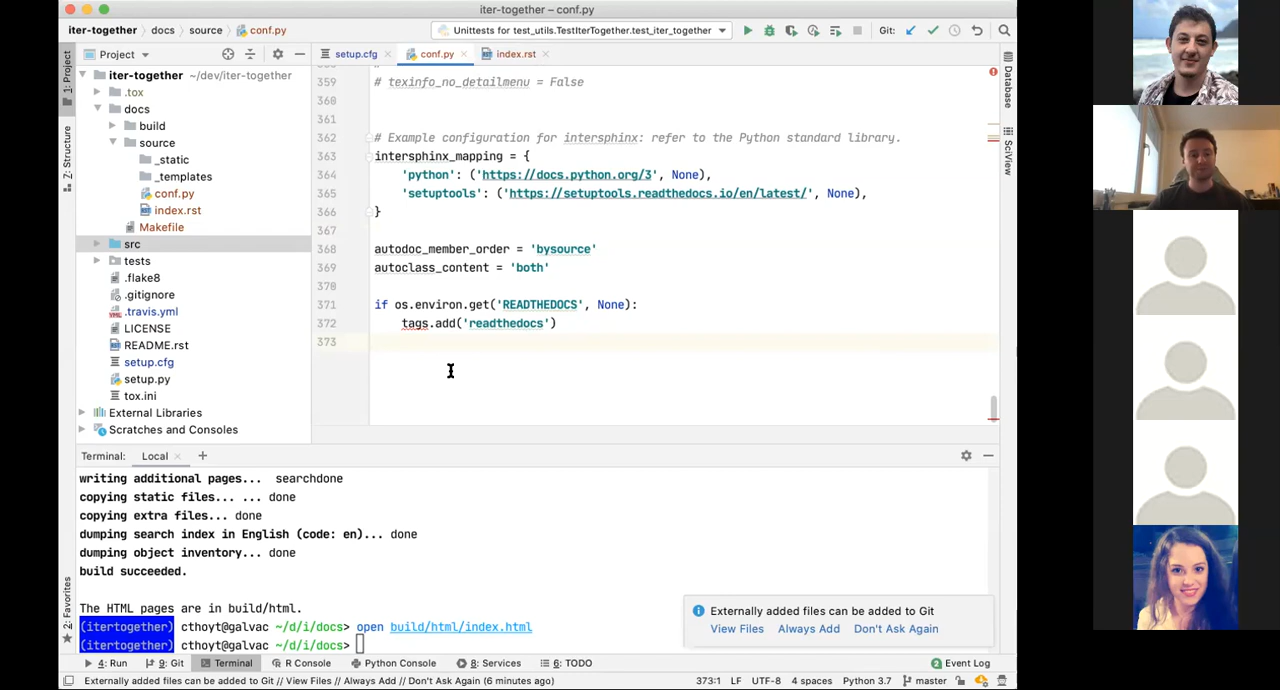 iter-together – conf.py
iter-together docs source conf.py Unittests for test_utils.TestIterTogether.test_iter_together Git:
1: Project
Project
setup.cfg conf.py index.rst
iter-together ~/dev/iter-together
.tox
docs
build
source
_static
_templates
conf.py
index.rst
Makefile
src
tests
.flake8
.gitignore
.travis.yml
LICENSE
README.rst
setup.cfg
setup.py
tox.ini
External Libraries
Scratches and Consoles
Z: Structure
2: Favorites
Database
SciView
359 # texinfo_no_detailmenu = False
360
361
362 # Example configuration for intersphinx: refer to the Python standard library.
363 intersphinx_mapping = {
364 'python': ('https://docs.python.org/3', None),
365 'setuptools': ('https://setuptools.readthedocs.io/en/latest/', None),
366 }
367
368 autodoc_member_order = 'bysource'
369 autoclass_content = 'both'
370
371 if os.environ.get('READTHEDOCS', None):
372 tags.add('readthedocs')
373
Terminal: Local +
writing additional pages... searchdone
copying static files... ... done
copying extra files... done
dumping search index in English (code: en)... done
dumping object inventory... done
build succeeded.
The HTML pages are in build/html.
(itertogether) cthoyt@galvac ~/d/i/docs> open build/html/index.html
(itertogether) cthoyt@galvac ~/d/i/docs>
Externally added files can be added to Git
View Files Always Add Don't Ask Again
4: Run 9: Git Terminal R Console Python Console 8: Services 6: TODO 2 Event Log
Externally added files can be added to Git // View Files // Always Add // Don't Ask Again (6 minutes ago) 373:1 LF UTF-8 4 spaces Python 3.7 master